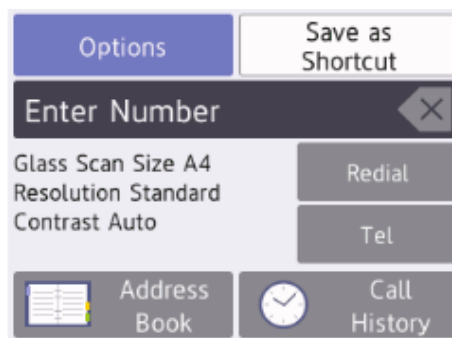 Options
Save as
Shortcut
Enter Number
Glass Scan Size A4
Resolution Standard
Contrast Auto
Redial
Tel
Address
Book
Call
History